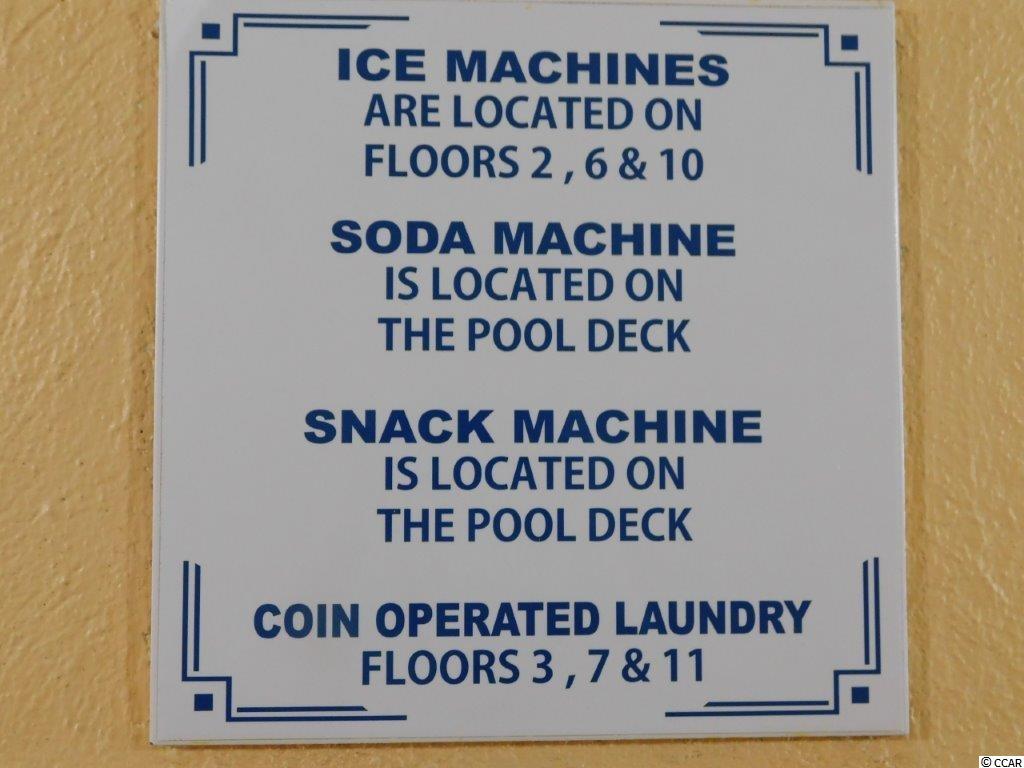 ICE MACHINES
ARE LOCATED ON
FLOORS 2 , 6 & 10
SODA MACHINE
IS LOCATED ON
THE POOL DECK
SNACK MACHINE
IS LOCATED ON
THE POOL DECK
COIN OPERATED LAUNDRY
FLOORS 3 , 7 & 11
© CCAR